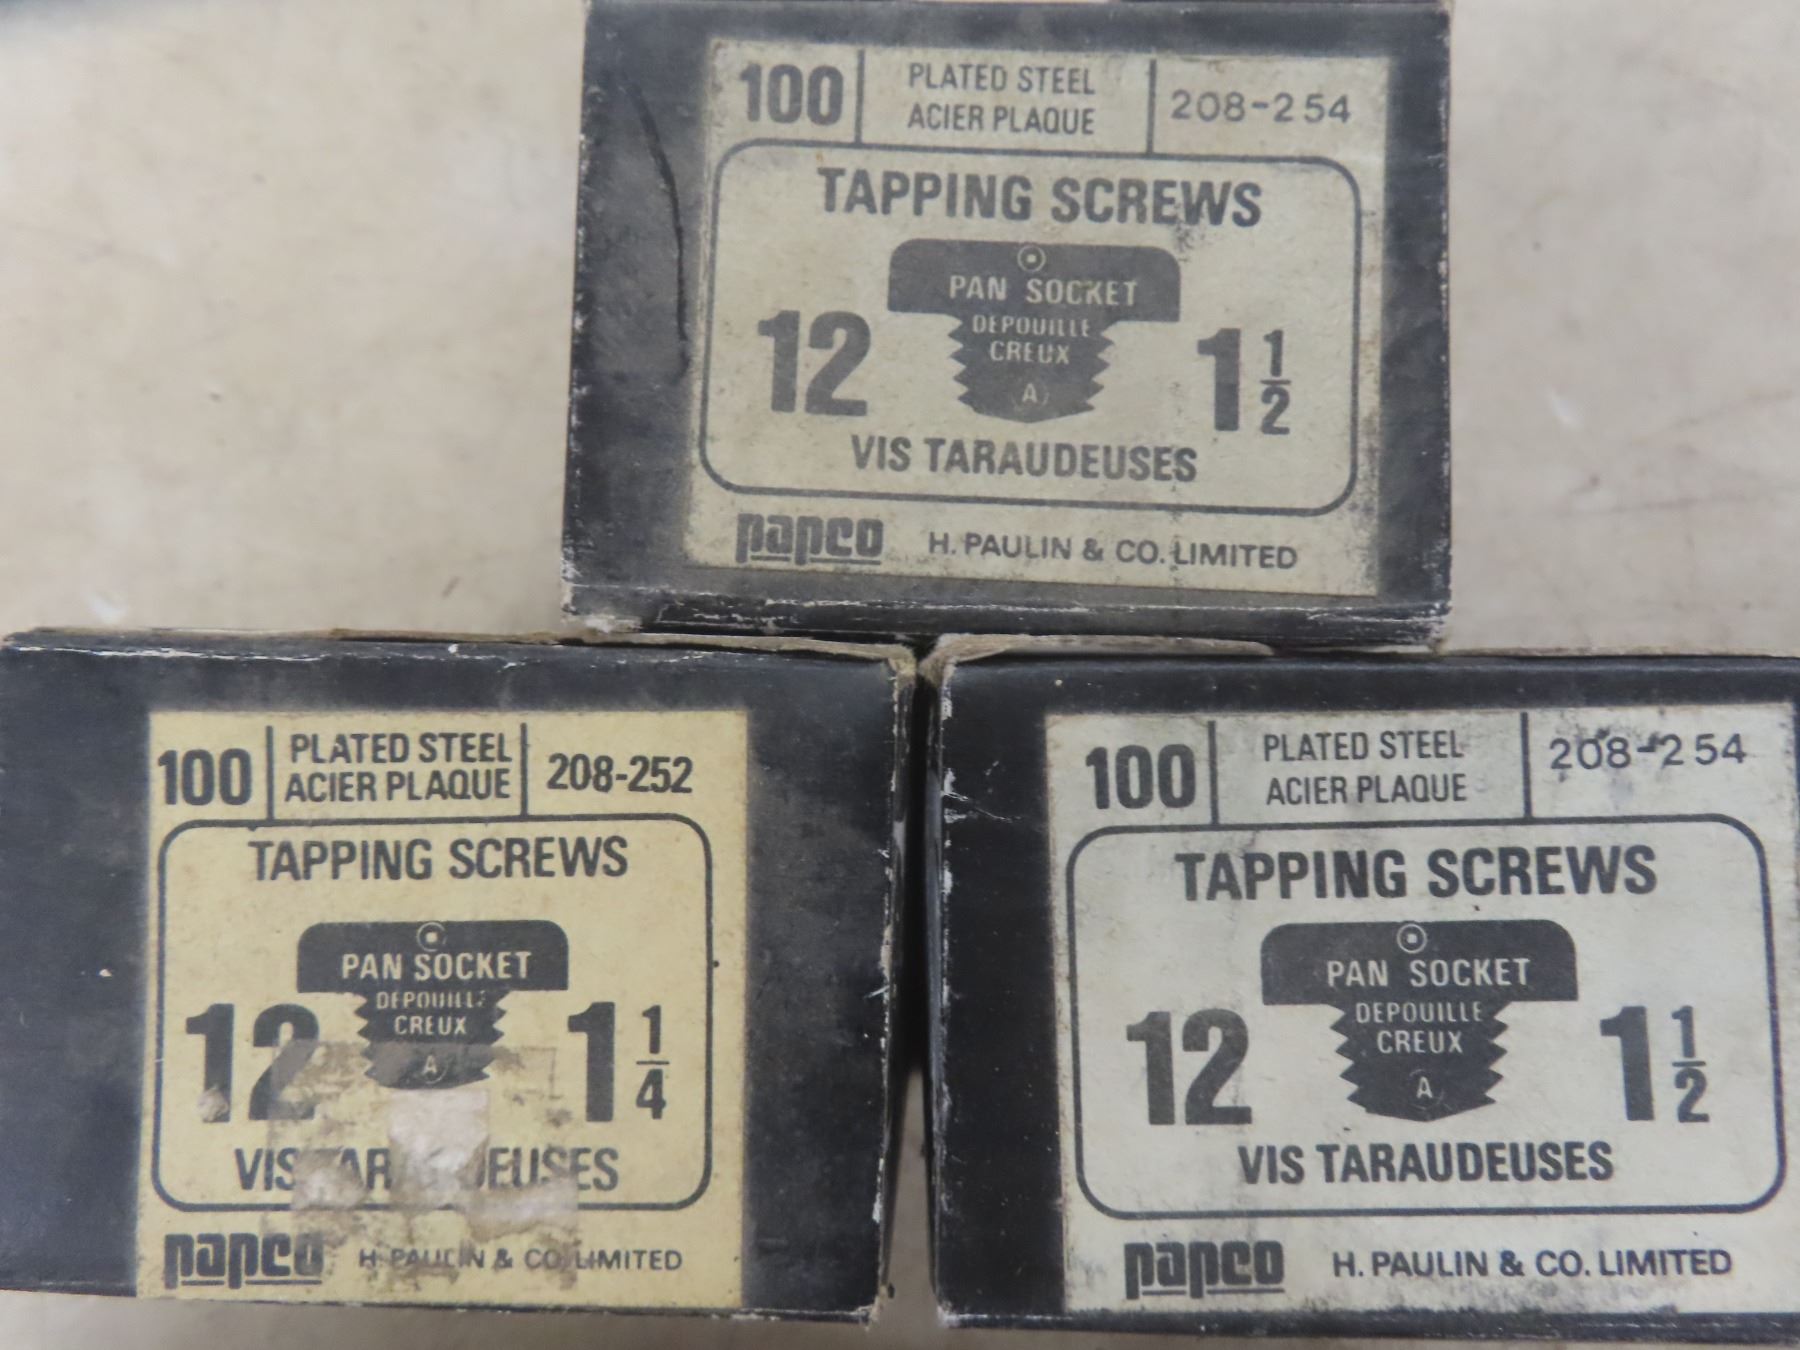 100 PLATED STEEL 208-254
ACIER PLAQUE
TAPPING SCREWS
PAN SOCKET
DEPOUILLE
CREUX
12 1 1/2
A
VIS TARAUDEUSES
papco H. PAULIN & CO. LIMITED
100 PLATED STEEL 208-252
ACIER PLAQUE
TAPPING SCREWS
PAN SOCKET
DEPOUILLE
CREUX
12 1 1/4
A
VIS TARAUDEUSES
papco H. PAULIN & CO. LIMITED
100 PLATED STEEL 208-254
ACIER PLAQUE
TAPPING SCREWS
PAN SOCKET
DEPOUILLE
CREUX
12 1 1/2
A
VIS TARAUDEUSES
papco H. PAULIN & CO. LIMITED